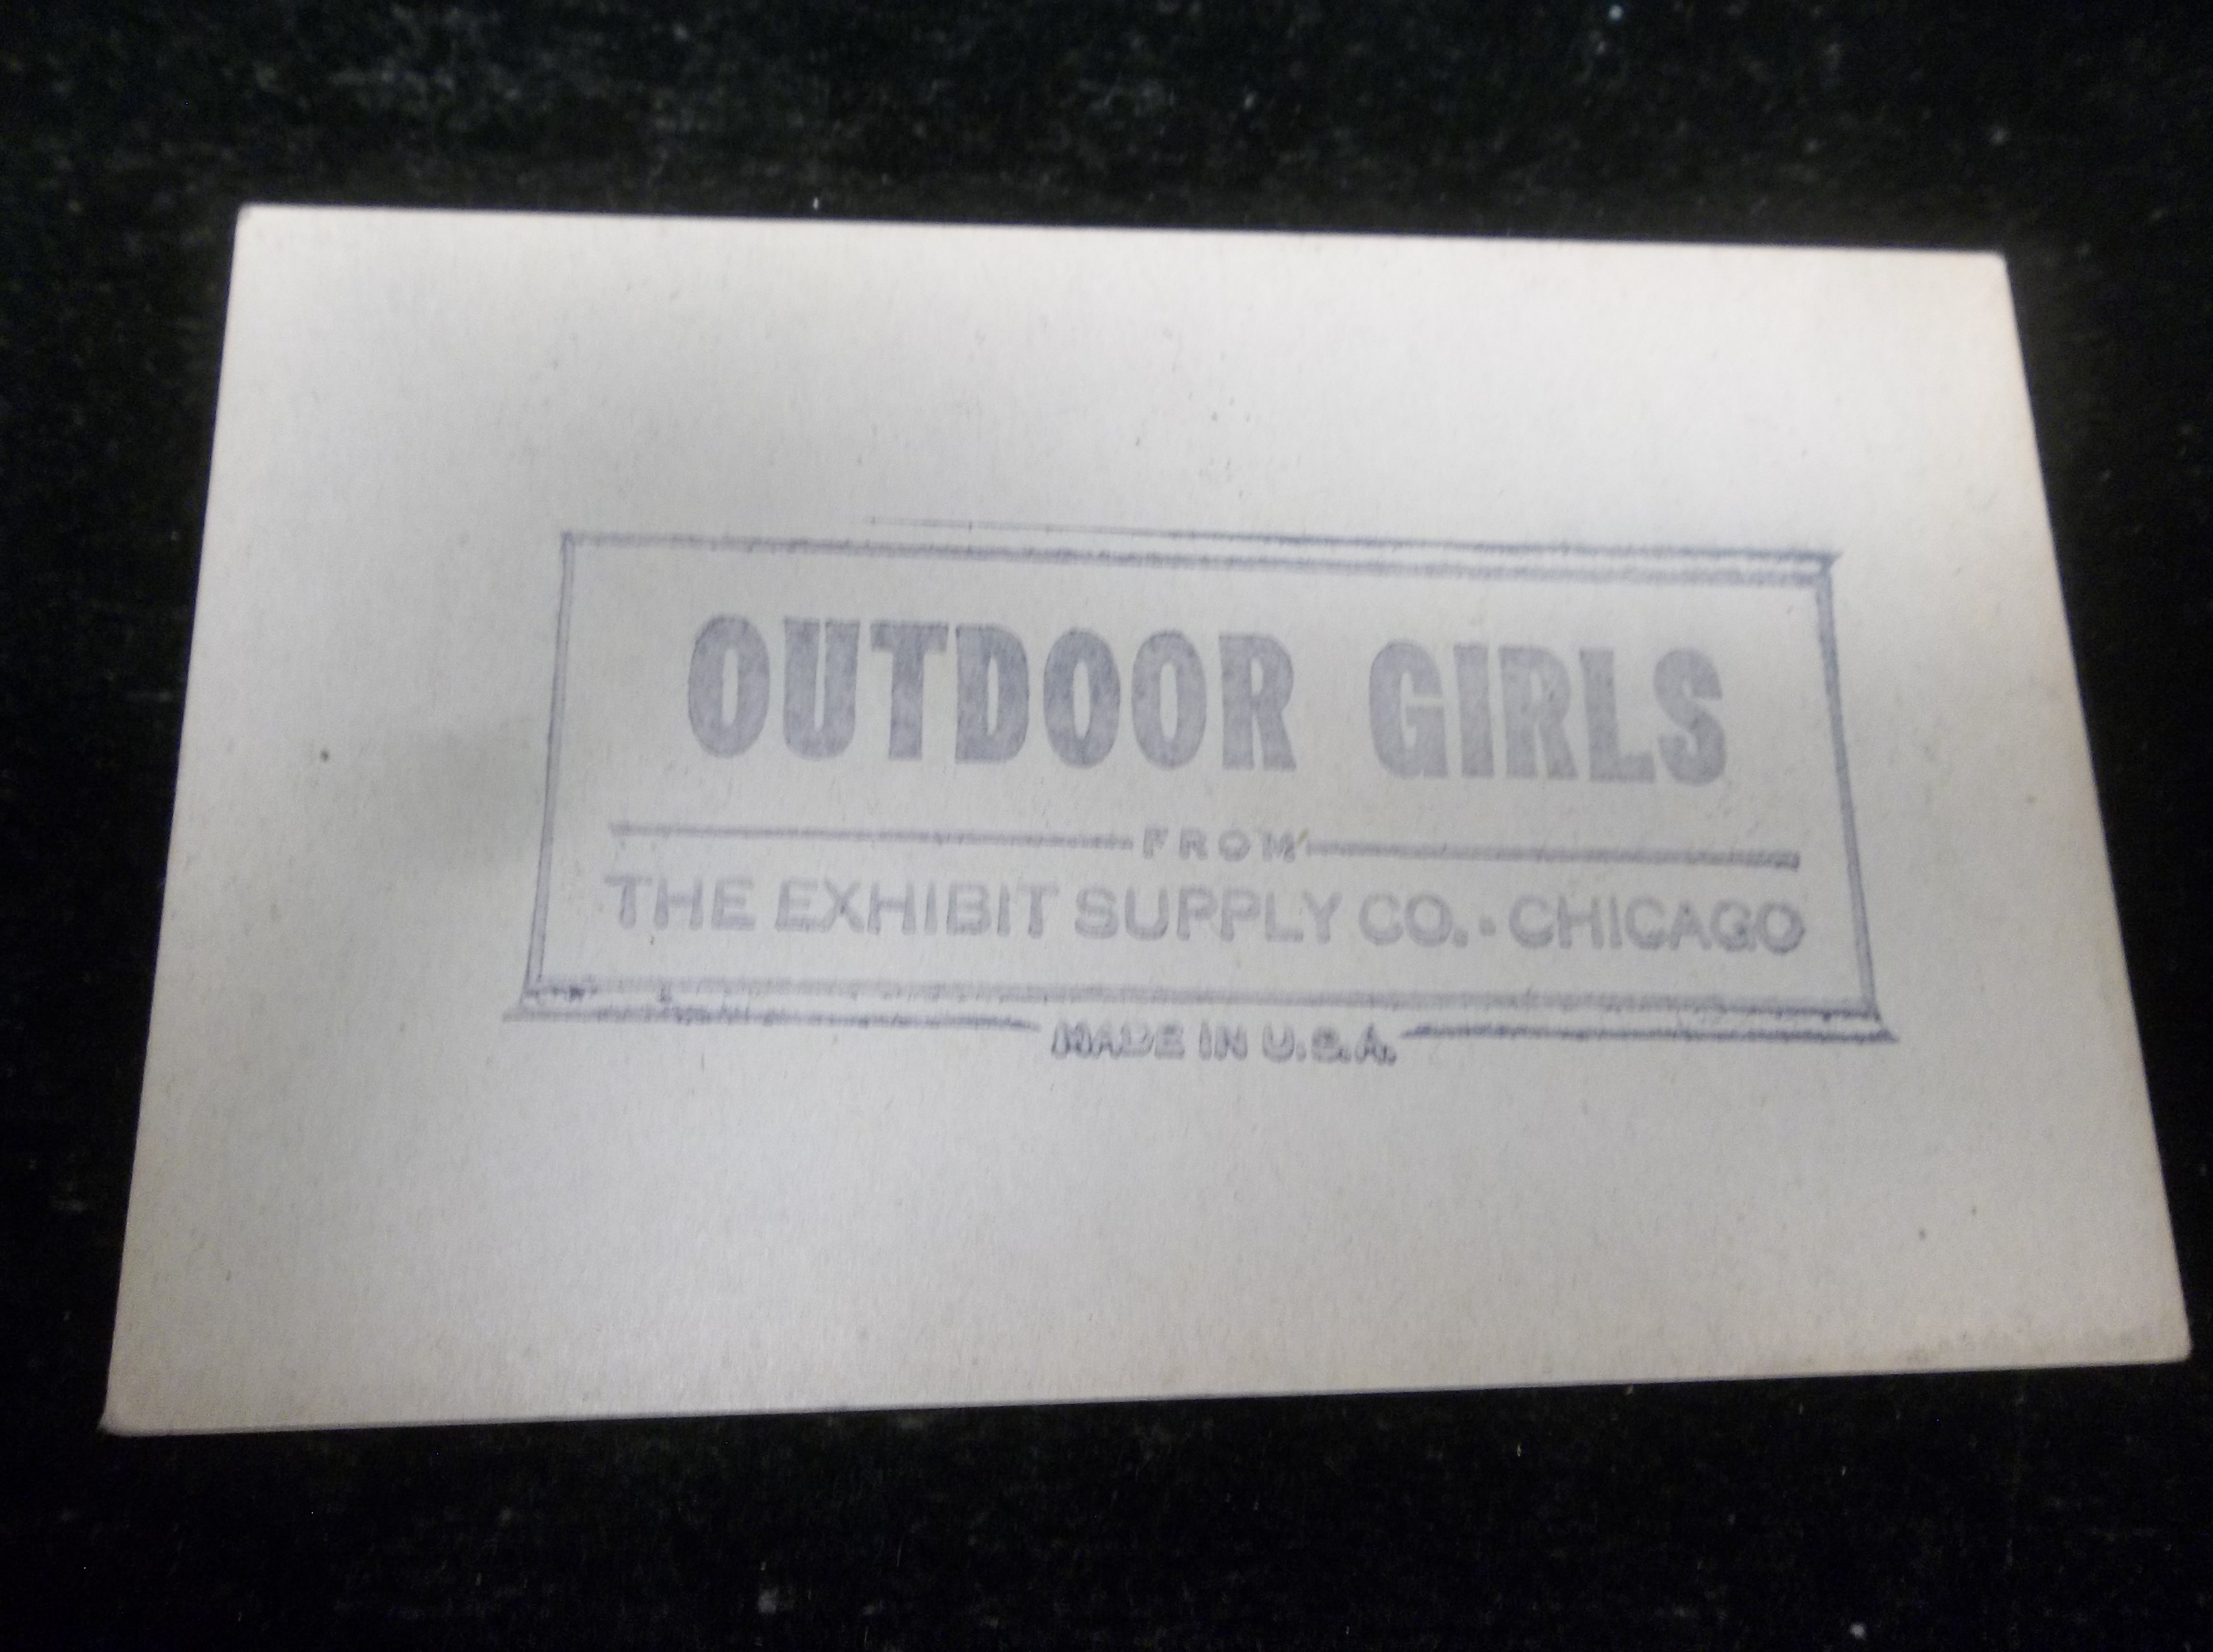 OUTDOOR GIRLS
FROM
THE EXHIBIT SUPPLY CO. - CHICAGO
MADE IN U.S.A.